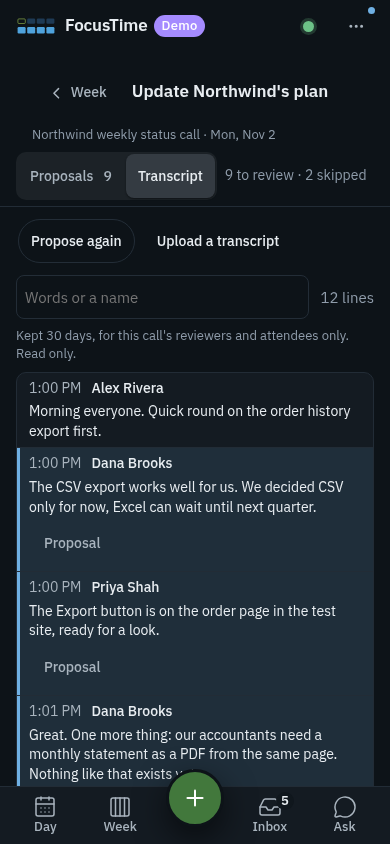 FocusTime Demo
Week Update Northwind's plan
Northwind weekly status call · Mon, Nov 2
Proposals 9 Transcript 9 to review · 2 skipped
Propose again Upload a transcript
Words or a name 12 lines
Kept 30 days, for this call's reviewers and attendees only.
Read only.
1:00 PM Alex Rivera
Morning everyone. Quick round on the order history
export first.
1:00 PM Dana Brooks
The CSV export works well for us. We decided CSV
only for now, Excel can wait until next quarter.
Proposal
1:00 PM Priya Shah
The Export button is on the order page in the test
site, ready for a look.
Proposal
1:01 PM Dana Brooks
Great. One more thing: our accountants need a
monthly statement as a PDF from the same page.
Nothing like that exists
5
Day Week Inbox Ask